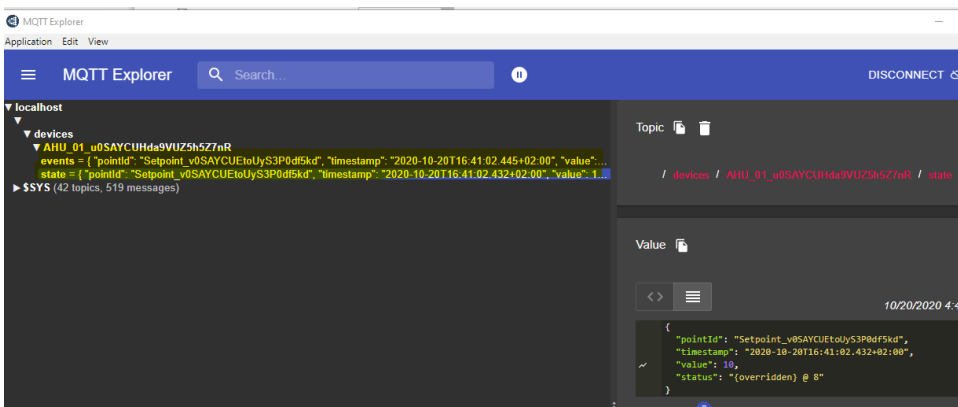 MQTT Explorer
Application Edit View
MQTT Explorer
Search...
DISCONNECT
localhost
devices
AHU_01_u0SAYCUHda9VUZ5h5Z7nR
events = { "pointId": "Setpoint_v0SAYCUEtoUyS3P0df5kd", "timestamp": "2020-10-20T16:41:02.445+02:00", "value":...
state = { "pointId": "Setpoint_v0SAYCUEtoUyS3P0df5kd", "timestamp": "2020-10-20T16:41:02.432+02:00", "value": 1...
$SYS (42 topics, 519 messages)
Topic
/ devices / AHU_01_u0SAYCUHda9VUZ5h5Z7nR / state
Value
10/20/2020 4:4
{
"pointId": "Setpoint_v0SAYCUEtoUyS3P0df5kd",
"timestamp": "2020-10-20T16:41:02.432+02:00",
"value": 10,
"status": "{overridden} @ 8"
}